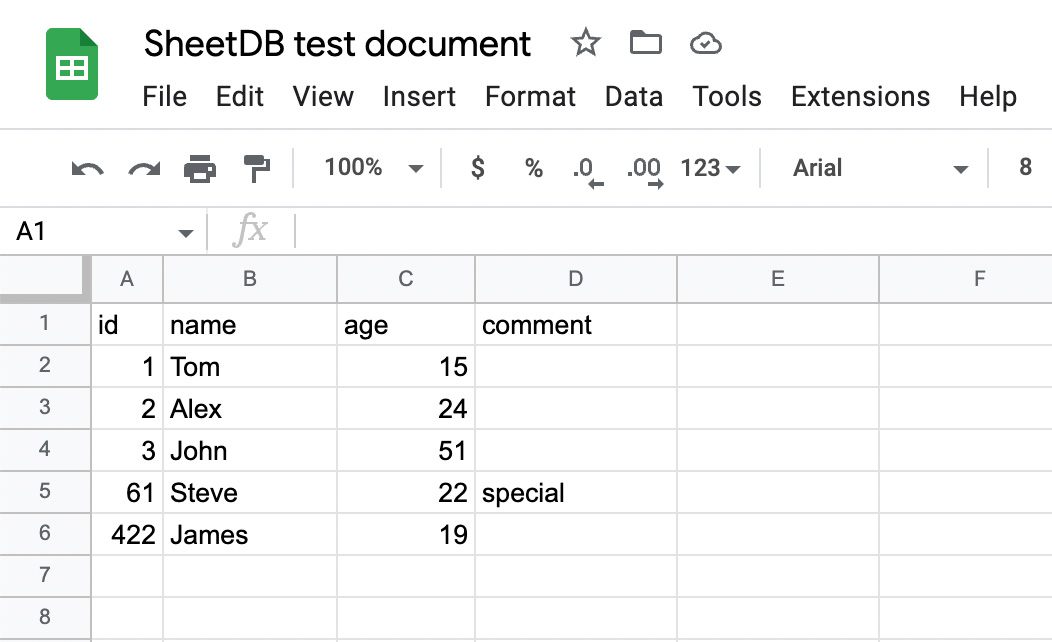 SheetDB test document
File Edit View Insert Format Data Tools Extensions Help
100% $ % .0 .00 123 Arial 8
A1 fx
A B C D E F
1 id name age comment
2 1 Tom 15
3 2 Alex 24
4 3 John 51
5 61 Steve 22 special
6 422 James 19
7
8